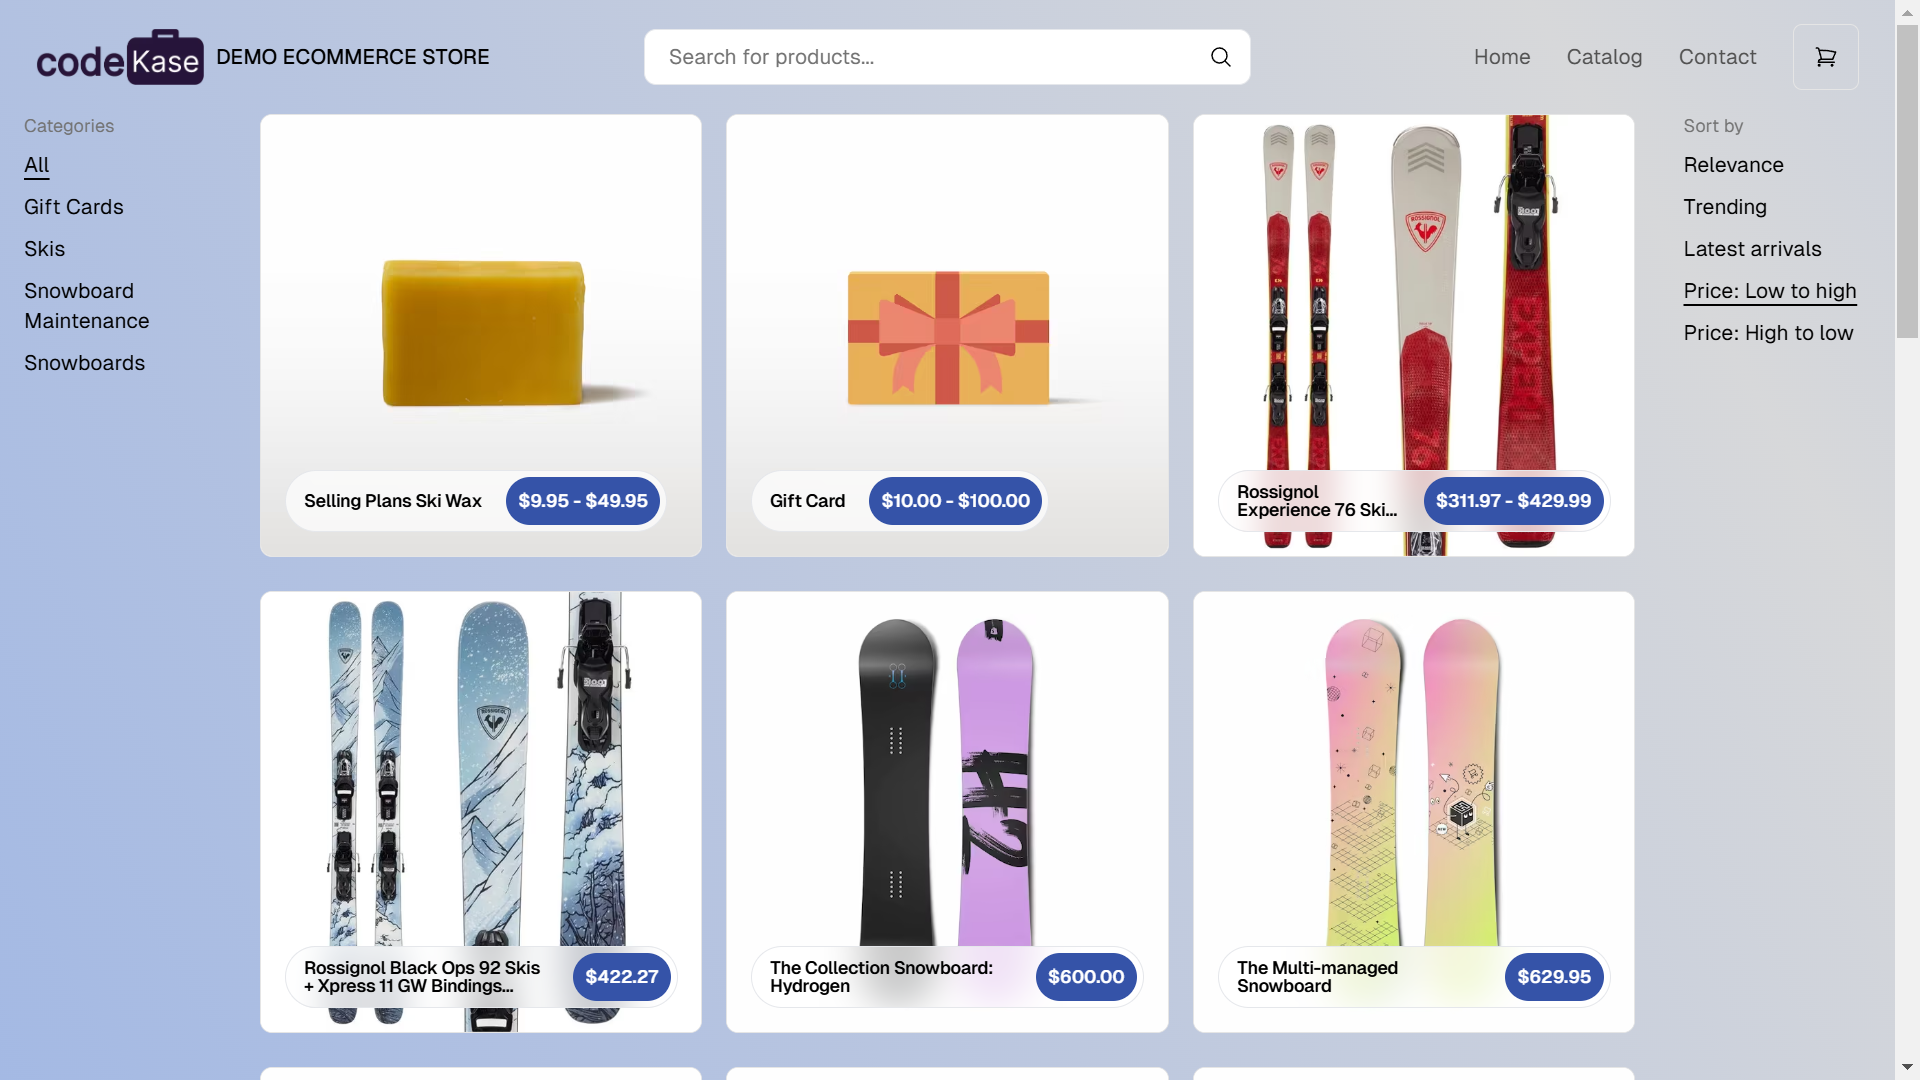 codeKase DEMO ECOMMERCE STORE
Search for products...
Home
Catalog
Contact
Categories
All
Gift Cards
Skis
Snowboard
Maintenance
Snowboards
Selling Plans Ski Wax
$9.95 - $49.95
Gift Card
$10.00 - $100.00
ROSSIGNOL
Rossignol
Experience 76 Ski...
$311.97 - $429.99
Sort by
Relevance
Trending
Latest arrivals
Price: Low to high
Price: High to low
ROSSIGNOL
Rossignol Black Ops 92 Skis
+ Xpress 11 GW Bindings...
$422.27
The Collection Snowboard:
Hydrogen
$600.00
The Multi-managed
Snowboard
$629.95